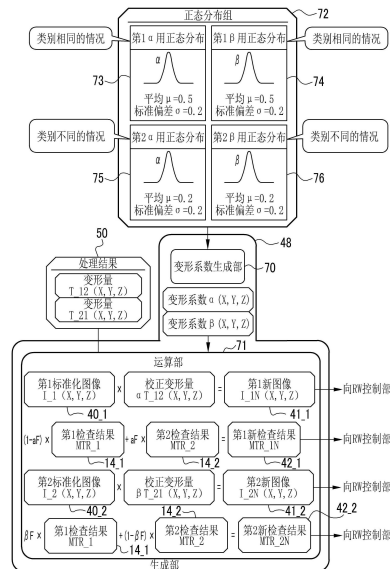 正态分布组
72
类别相同的情况
第1α用正态分布
第1β用正态分布
类别相同的情况
α
β
73
74
平均μ=0.5
标准偏差σ=0.2
平均μ=0.5
标准偏差σ=0.2
类别不同的情况
第2α用正态分布
第2β用正态分布
类别不同的情况
α
β
75
76
平均μ=0.2
标准偏差σ=0.2
平均μ=0.2
标准偏差σ=0.2
50
处理结果
变形量
T_12(X,Y,Z)
变形量
T_21(X,Y,Z)
48
变形系数生成部
70
变形系数α(X,Y,Z)
变形系数β(X,Y,Z)
71
运算部
第1标准化图像
I_1(X,Y,Z)
×
校正变形量
αT_12(X,Y,Z)
=
第1新图像
I_1N(X,Y,Z)
向RW控制部
40_1
41_1
(1-aF)×
第1检查结果
MTR_1
+aF×
第2检查结果
MTR_2
=
第1新检查结果
MTR_1N
向RW控制部
14_1
14_2
42_1
第2标准化图像
I_2(X,Y,Z)
×
校正变形量
βT_21(X,Y,Z)
=
第2新图像
I_2N(X,Y,Z)
向RW控制部
40_2
14_2
41_2
42_2
βF×
第1检查结果
MTR_1
+(1-βF)×
第2检查结果
MTR_2
=
第2新检查结果
MTR_2N
向RW控制部
14_1
生成部